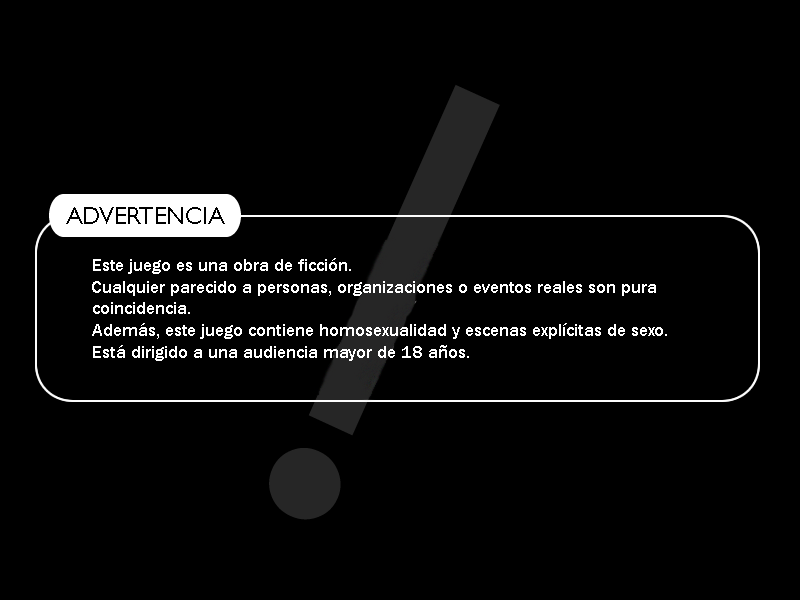 ADVERTENCIA
Este juego es una obra de ficción.
Cualquier parecido a personas, organizaciones o eventos reales son pura
coincidencia.
Además, este juego contiene homosexualidad y escenas explícitas de sexo.
Está dirigido a una audiencia mayor de 18 años.